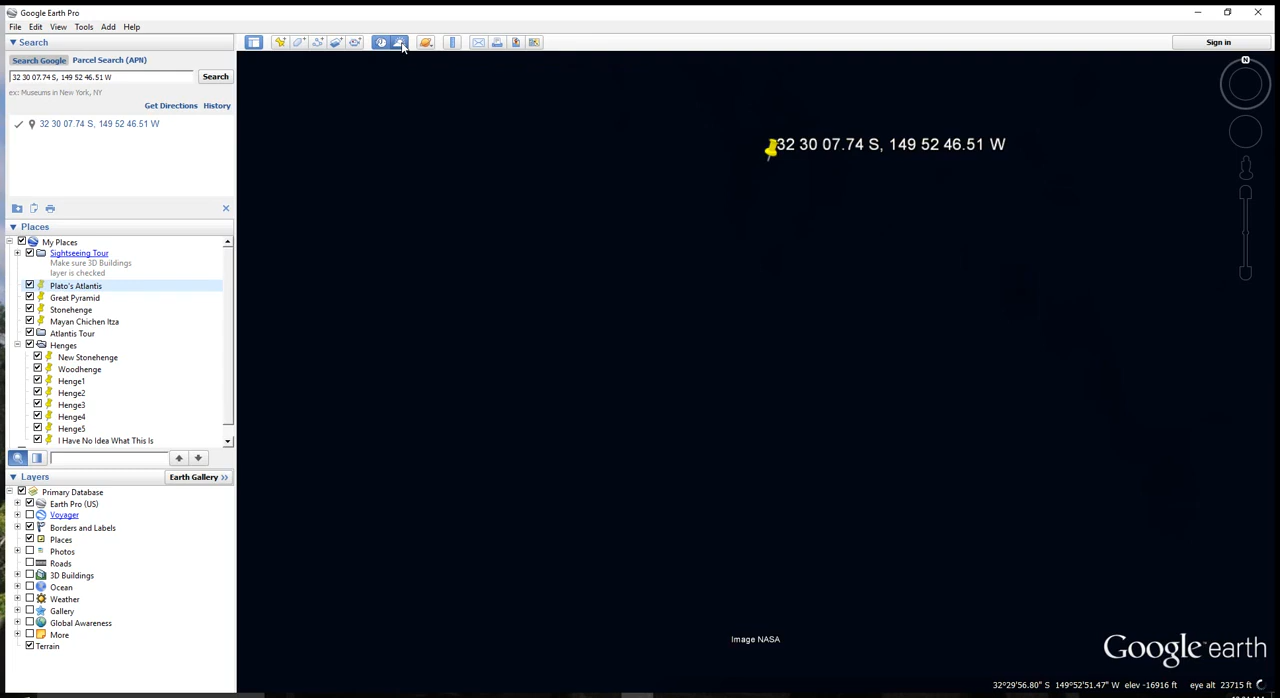 Google Earth Pro
File Edit View Tools Add Help
Search
Sign in
Search Google Parcel Search (APN)
32 30 07.74 S, 149 52 46.51 W Search
ex: Museums in New York, NY
Get Directions History
32 30 07.74 S, 149 52 46.51 W
32 30 07.74 S, 149 52 46.51 W
N
Places
My Places
Sightseeing Tour
Make sure 3D Buildings
layer is checked
Plato's Atlantis
Great Pyramid
Stonehenge
Mayan Chichen Itza
Atlantis Tour
Henges
New Stonehenge
Woodhenge
Henge1
Henge2
Henge3
Henge4
Henge5
I Have No Idea What This Is
Layers Earth Gallery >>
Primary Database
Earth Pro (US)
Voyager
Borders and Labels
Places
Photos
Roads
3D Buildings
Ocean
Weather
Gallery
Global Awareness
More
Terrain
Image NASA
Google earth
32°29'56.80" S 149°52'51.47" W elev -16916 ft eye alt 23715 ft